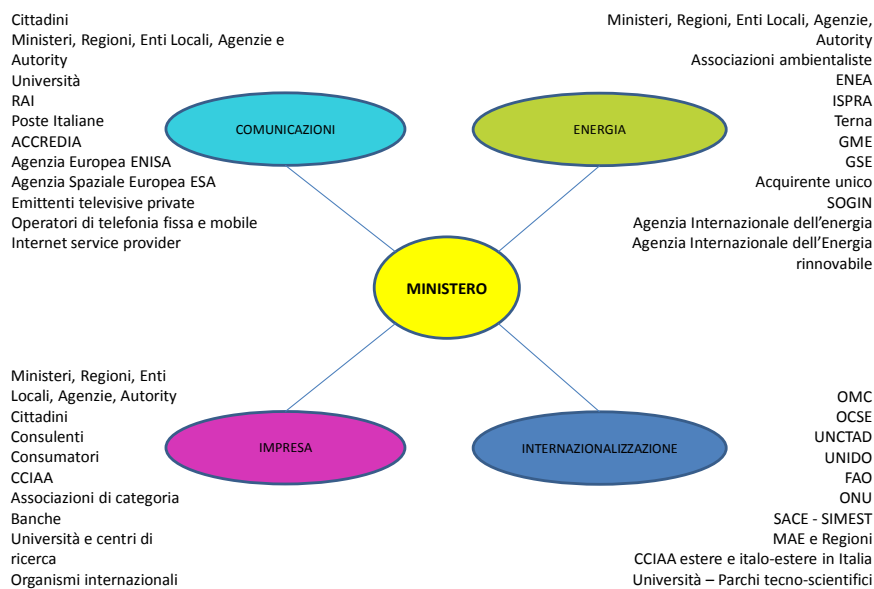 Cittadini
Ministeri, Regioni, Enti Locali, Agenzie e
Autority
Università
RAI
Poste Italiane
ACCREDIA
Agenzia Europea ENISA
Agenzia Spaziale Europea ESA
Emittenti televisive private
Operatori di telefonia fissa e mobile
Internet service provider
COMUNICAZIONI
Ministeri, Regioni, Enti Locali, Agenzie,
Autority
Associazioni ambientaliste
ENEA
ISPRA
Terna
GME
GSE
Acquirente unico
SOGIN
Agenzia Internazionale dell'energia
Agenzia Internazionale dell'Energia
rinnovabile
ENERGIA
MINISTERO
Ministeri, Regioni, Enti
Locali, Agenzie, Autority
Cittadini
Consulenti
Consumatori
CCIAA
Associazioni di categoria
Banche
Università e centri di
ricerca
Organismi internazionali
IMPRESA
INTERNAZIONALIZZAZIONE
OMC
OCSE
UNCTAD
UNIDO
FAO
ONU
SACE - SIMEST
MAE e Regioni
CCIAA estere e italo-estere in Italia
Università – Parchi tecno-scientifici